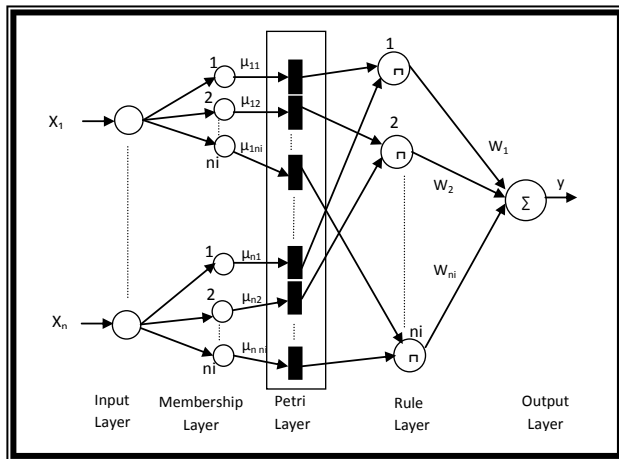 1
1
μ₁₁
2
μ₁₂
2
X₁
ni
μ₁ₙᵢ
W₁
W₂
y
Σ
1
μₙ₁
Wₙᵢ
2
μₙ₂
Xₙ
ni
ni
μₙ ₙᵢ
Input Layer
Membership Layer
Petri Layer
Rule Layer
Output Layer